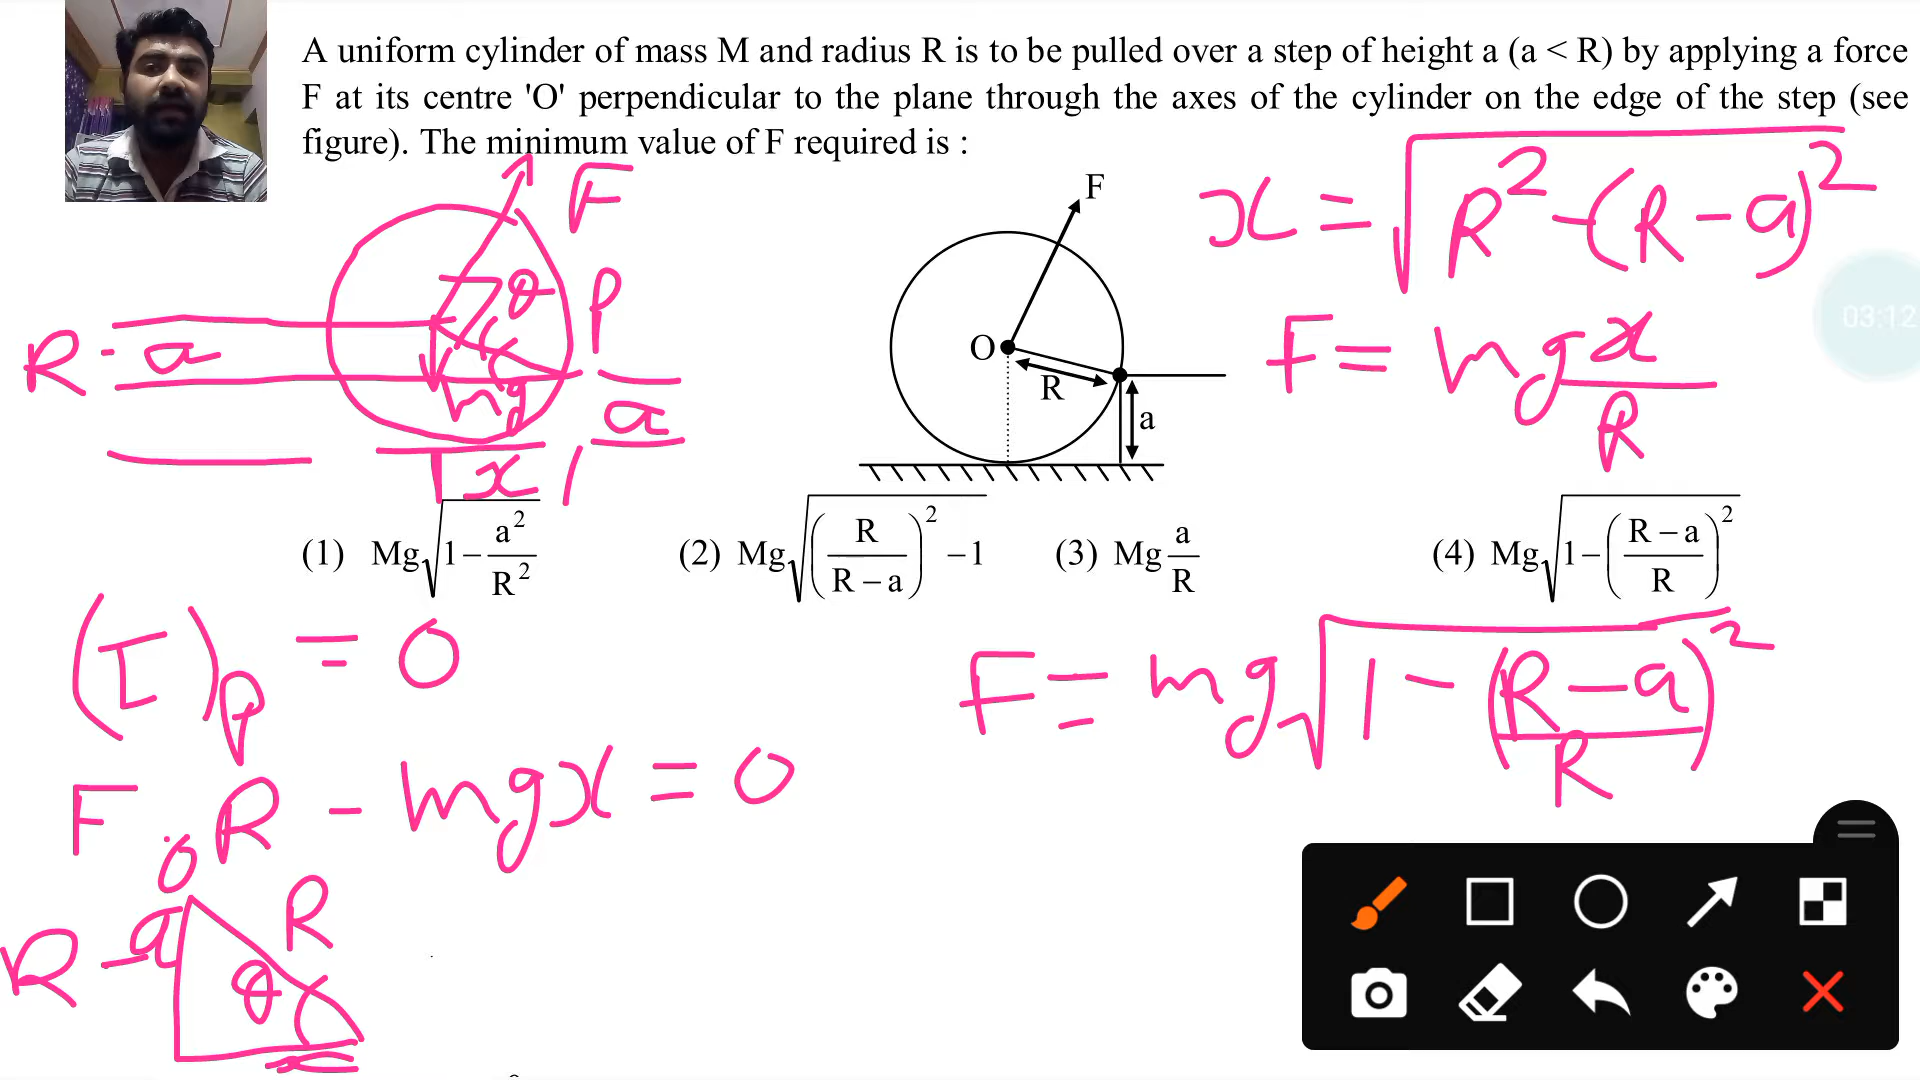 A uniform cylinder of mass M and radius R is to be pulled over a step of height a (a < R) by applying a force
F at its centre 'O' perpendicular to the plane through the axes of the cylinder on the edge of the step (see
figure). The minimum value of F required is :
F
θ
P
R - a
mg
a
x
F
O
R
a
x = √(R² - (R - a)²)
F = mg x/R
(1) Mg√(1 − a²/R²)
(2) Mg√((R/(R − a))² − 1)
(3) Mg a/R
(4) Mg√(1 − ((R − a)/R)²)
(τ)P = 0
F.R - mgx = 0
O
R - a
R
θ
x
F = mg√(1 - ((R - a)/R)²)
03:12